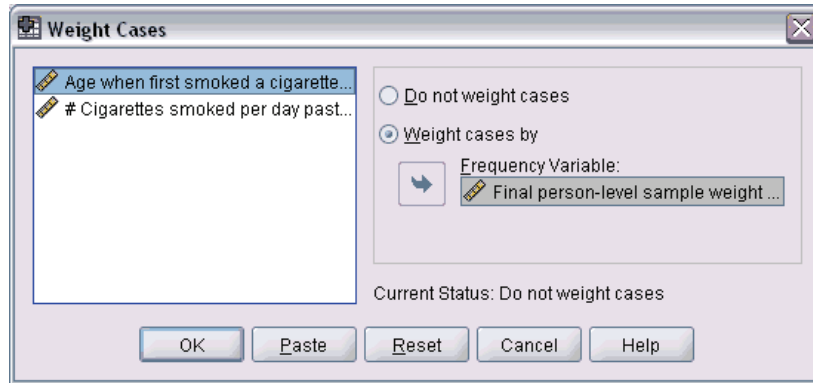 Weight Cases
Age when first smoked a cigarette...
# Cigarettes smoked per day past...
Do not weight cases
Weight cases by
Frequency Variable:
Final person-level sample weight ...
Current Status: Do not weight cases
OK
Paste
Reset
Cancel
Help